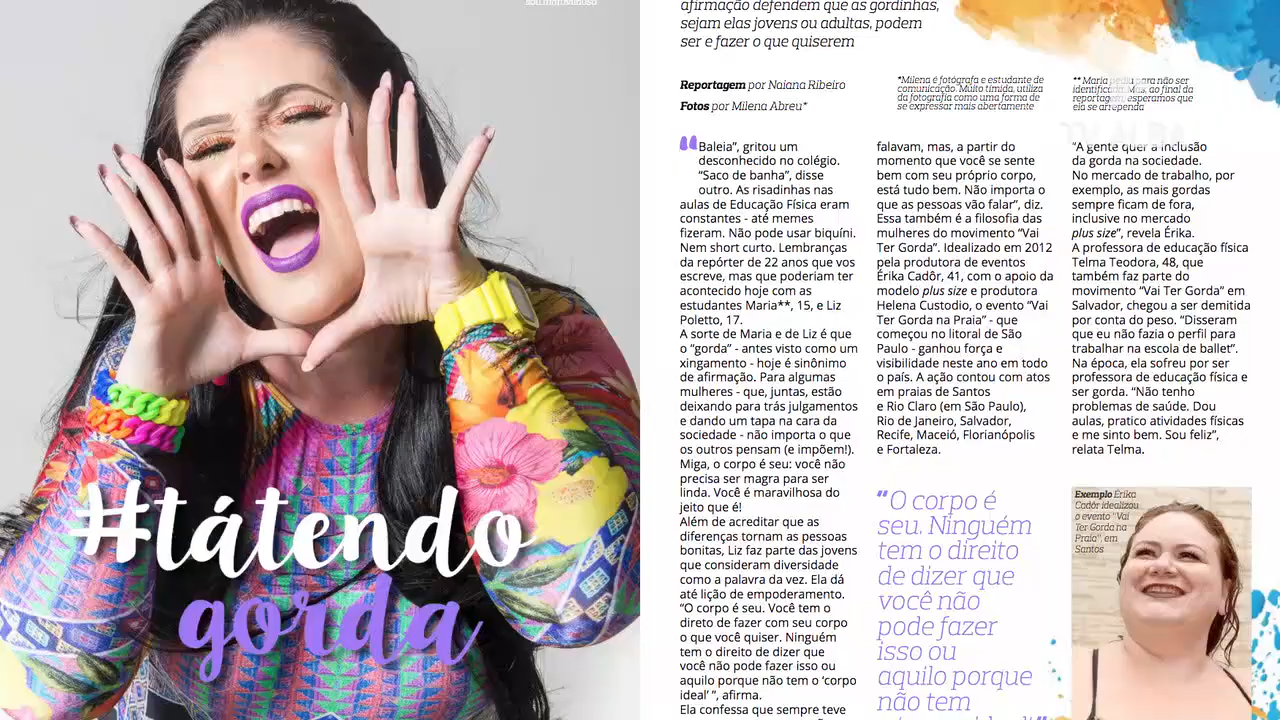 #tátendo
gorda
afirmação defendem que as gordinhas,
sejam elas jovens ou adultas, podem
ser e fazer o que quiserem
Reportagem por Naiana Ribeiro
Fotos por Milena Abreu*
*Milena é fotógrafa e estudante de
comunicação. Muito tímida, utiliza
da fotografia como uma forma de
se expressar mais abertamente
** Maria pediu para não ser
identificada. Mas, ao final da
reportagem, esperamos que
ela se arrependa
“Baleia”, gritou um
desconhecido no colégio.
“Saco de banha”, disse
outro. As risadinhas nas
aulas de Educação Física eram
constantes - até memes
fizeram. Não pode usar biquíni.
Nem short curto. Lembranças
da repórter de 22 anos que vos
escreve, mas que poderiam ter
acontecido hoje com as
estudantes Maria**, 15, e Liz
Poletto, 17.
A sorte de Maria e de Liz é que
o “gorda” - antes visto como um
xingamento - hoje é sinônimo
de afirmação. Para algumas
mulheres - que, juntas, estão
deixando para trás julgamentos
e dando um tapa na cara da
sociedade - não importa o que
os outros pensam (e impõem!).
Miga, o corpo é seu: você não
precisa ser magra para ser
linda. Você é maravilhosa do
jeito que é!
Além de acreditar que as
diferenças tornam as pessoas
bonitas, Liz faz parte das jovens
que consideram diversidade
como a palavra da vez. Ela dá
até lição de empoderamento.
“O corpo é seu. Você tem o
direto de fazer com seu corpo
o que você quiser. Ninguém
tem o direito de dizer que
você não pode fazer isso ou
aquilo porque não tem o ‘corpo
ideal’ ”, afirma.
Ela confessa que sempre teve
falavam, mas, a partir do
momento que você se sente
bem com seu próprio corpo,
está tudo bem. Não importa o
que as pessoas vão falar”, diz.
Essa também é a filosofia das
mulheres do movimento “Vai
Ter Gorda”. Idealizado em 2012
pela produtora de eventos
Érika Cadôr, 41, com o apoio da
modelo plus size e produtora
Helena Custodio, o evento “Vai
Ter Gorda na Praia” - que
começou no litoral de São
Paulo - ganhou força e
visibilidade neste ano em todo
o país. A ação contou com atos
em praias de Santos
e Rio Claro (em São Paulo),
Rio de Janeiro, Salvador,
Recife, Maceió, Florianópolis
e Fortaleza.
"O corpo é
seu. Ninguém
tem o direito
de dizer que
você não
pode fazer
isso ou
aquilo porque
não tem
“A gente quer a inclusão
da gorda na sociedade.
No mercado de trabalho, por
exemplo, as mais gordas
sempre ficam de fora,
inclusive no mercado
plus size”, revela Érika.
A professora de educação física
Telma Teodora, 48, que
também faz parte do
movimento “Vai Ter Gorda” em
Salvador, chegou a ser demitida
por conta do peso. “Disseram
que eu não fazia o perfil para
trabalhar na escola de ballet”.
Na época, ela sofreu por ser
professora de educação física e
ser gorda. “Não tenho
problemas de saúde. Dou
aulas, pratico atividades físicas
e me sinto bem. Sou feliz”,
relata Telma.
Exemplo Érika
Cadôr idealizou
o evento “Vai
Ter Gorda na
Praia”, em
Santos